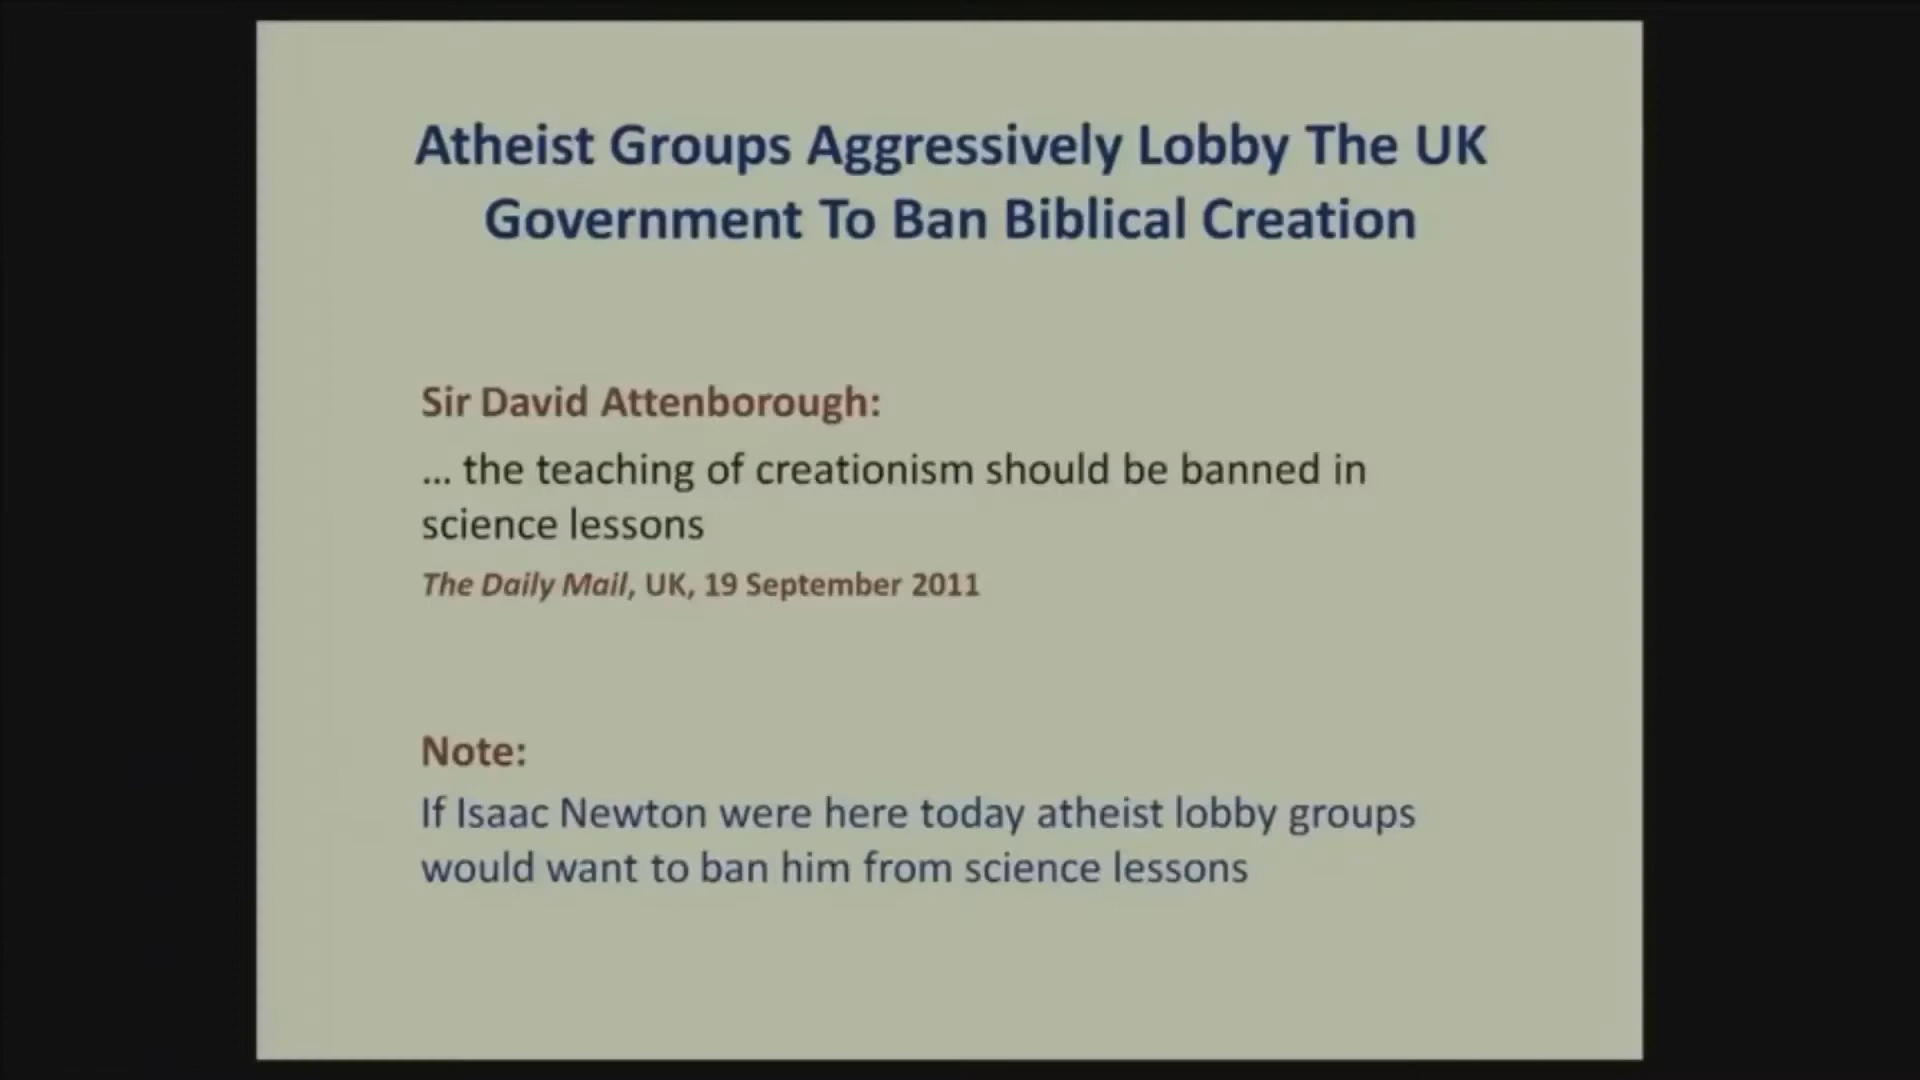 Atheist Groups Aggressively Lobby The UK
Government To Ban Biblical Creation
Sir David Attenborough:
... the teaching of creationism should be banned in
science lessons
The Daily Mail, UK, 19 September 2011
Note:
If Isaac Newton were here today atheist lobby groups
would want to ban him from science lessons